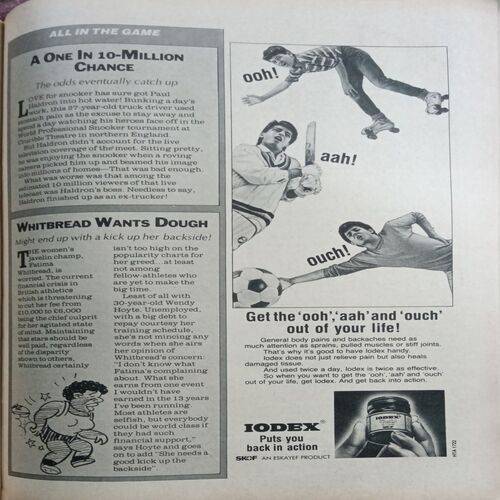 ALL IN THE GAME
A ONE IN 10-MILLION
CHANCE
The odds eventually catch up
LOVE for snooker has sure got Paul
Haldron into hot water! Bunking a day's
work, this 27-year-old truck driver used
stomach pain as the excuse to stay away and
spend a day watching his heroes face off in the
World Professional Snooker tournament at
Crucible Theatre in northern England.
But Haldron didn't account for the live
television coverage of the meet. Sitting pretty,
he was enjoying the snooker when a roving
camera picked him up and beamed his image
into millions of homes—That was bad enough.
What was worse was that among the
estimated 10 million viewers of that live
telecast was Haldron's boss. Needless to say,
Haldron finished up as an ex-trucker!
WHITBREAD WANTS DOUGH
Might end up with a kick up her backside!
THE women's
javelin champ,
Fatima
Whitbread, is
worried. The current
financial crisis in
British athletics
which is threatening
to cut her fee from
£10,000 to £6,000
being the chief culprit
for her agitated state
of mind. Maintaining
that stars should be
well paid, regardless
of the disparity
shown to others,
Whitbread certainly
isn't too high on the
popularity charts for
her greed...at least
not among
fellow-athletes who
are yet to make the
big time.
Least of all with
30-year-old Wendy
Hoyte. Unemployed,
with a big debt to
repay courtesy her
training schedule,
she's not mincing any
words when she airs
her opinion of
Whitbread's concern:
"I don't know what
Fatima's complaining
about. What she
earns from one event
I wouldn't have
earned in the 13 years
I've been running.
Most athletes are
selfish, but everybody
could be world class if
they had such
financial support,"
says Hoyte and goes
on to add "She needs a
good kick up the
backside".
ooh!
aah!
ouch!
Get the 'ooh', 'aah' and 'ouch'
out of your life!
General body pains and backaches need as
much attention as sprains, pulled muscles or stiff joints.
That's why it's good to have Iodex handy.
Iodex does not just relieve pain but also heals
damaged tissue.
And used twice a day, Iodex is twice as effective.
So when you want to get the 'ooh', 'aah' and 'ouch'
out of your life, get Iodex. And get back into action.
IODEX
Puts you
back in action
SK&F AN ESKAYEF PRODUCT
IODEX
HTA 1722